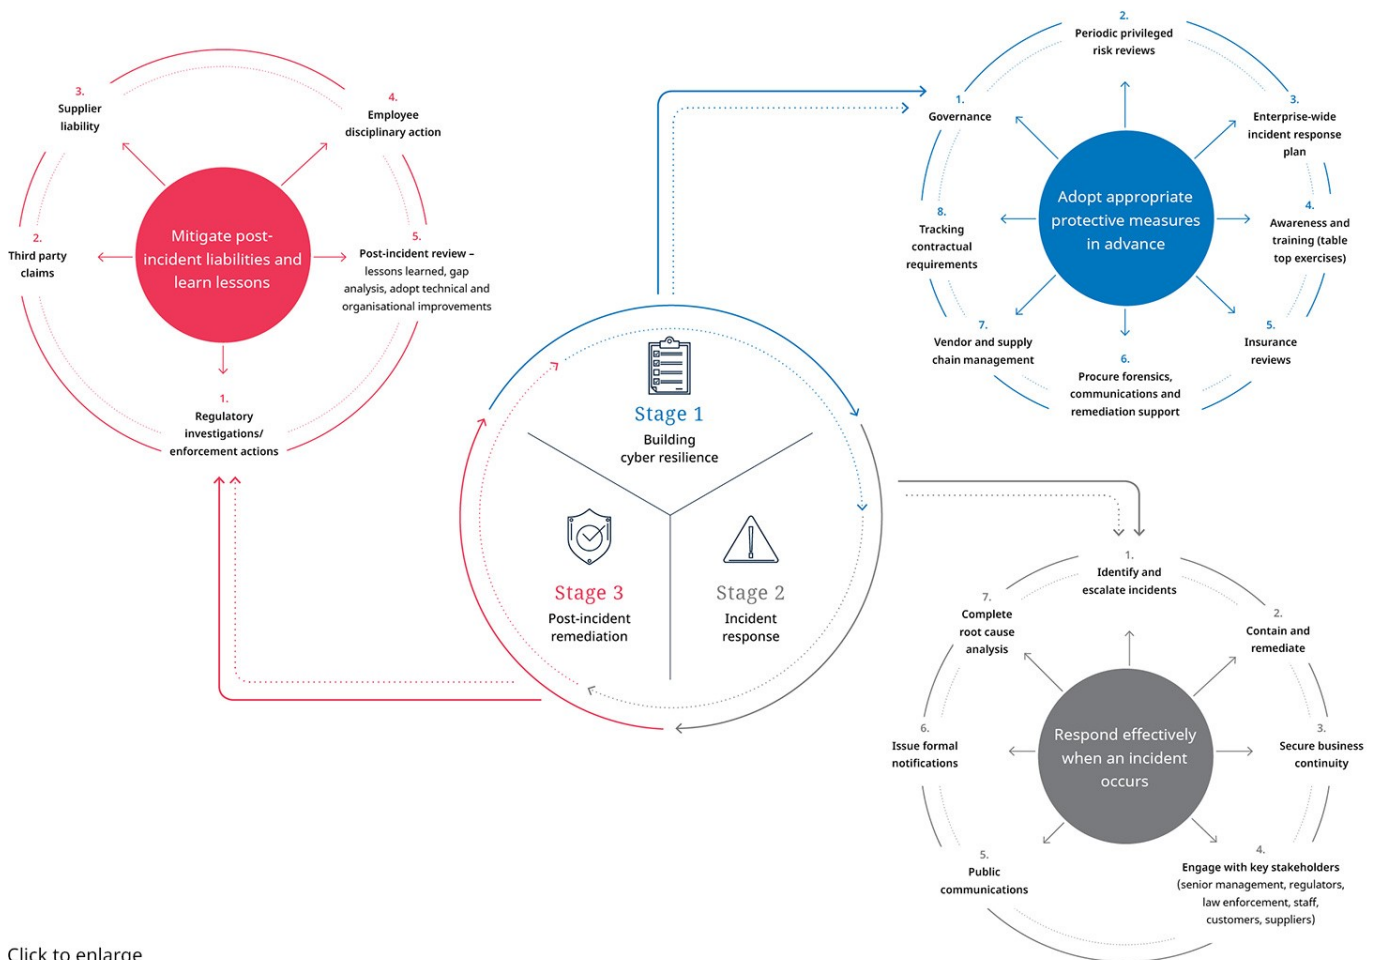 3.
Supplier
liability
4.
Employee
disciplinary action
2.
Third party
claims
Mitigate post-
incident liabilities and
learn lessons
5.
Post-incident review –
lessons learned, gap
analysis, adopt technical and
organisational improvements
1.
Regulatory
investigations/
enforcement actions
Stage 1
Building
cyber resilience
Stage 3
Post-incident
remediation
Stage 2
Incident
response
2.
Periodic privileged
risk reviews
1.
Governance
3.
Enterprise-wide
incident response
plan
8.
Tracking
contractual
requirements
Adopt appropriate
protective measures
in advance
4.
Awareness and
training (table
top exercises)
7.
Vendor and supply
chain management
5.
Insurance
reviews
6.
Procure forensics,
communications and
remediation support
1.
Identify and
escalate incidents
7.
Complete
root cause
analysis
2.
Contain and
remediate
6.
Issue formal
notifications
Respond effectively
when an incident
occurs
3.
Secure business
continuity
5.
Public
communications
4.
Engage with key stakeholders
(senior management, regulators,
law enforcement, staff,
customers, suppliers)
Click to enlarge